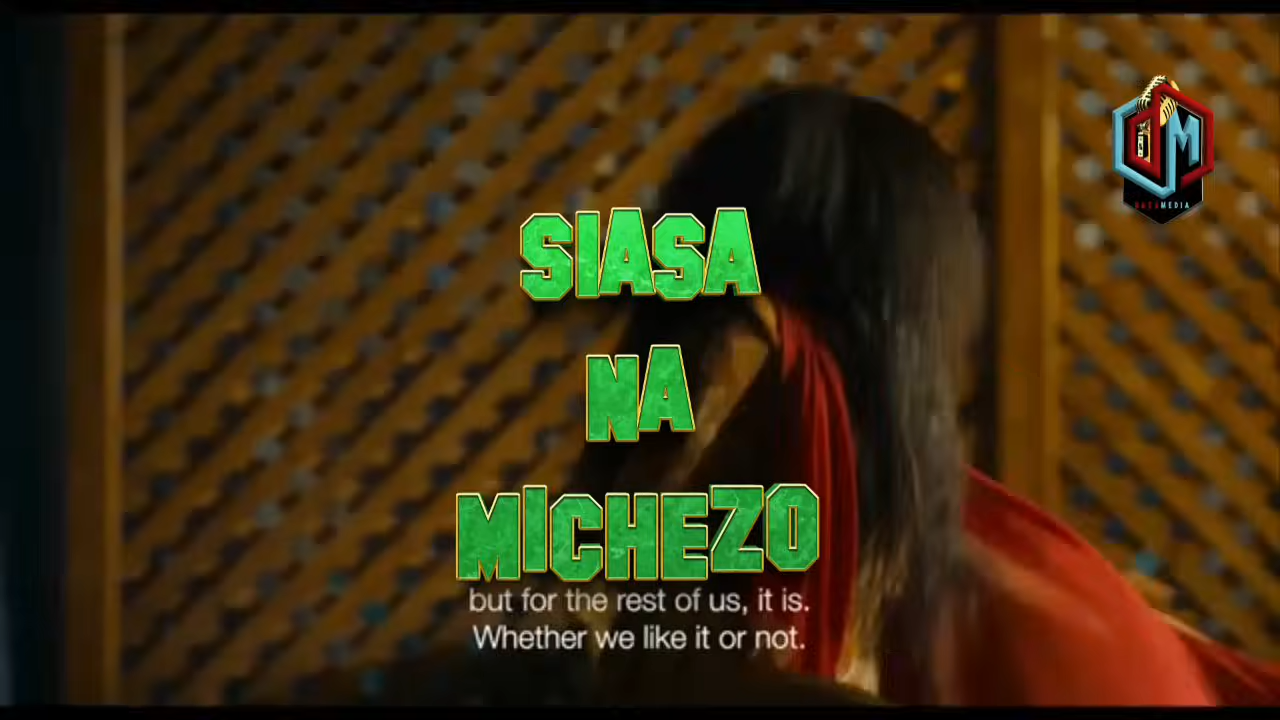 SIASA
NA
MICHEZO
but for the rest of us, it is.
Whether we like it or not.